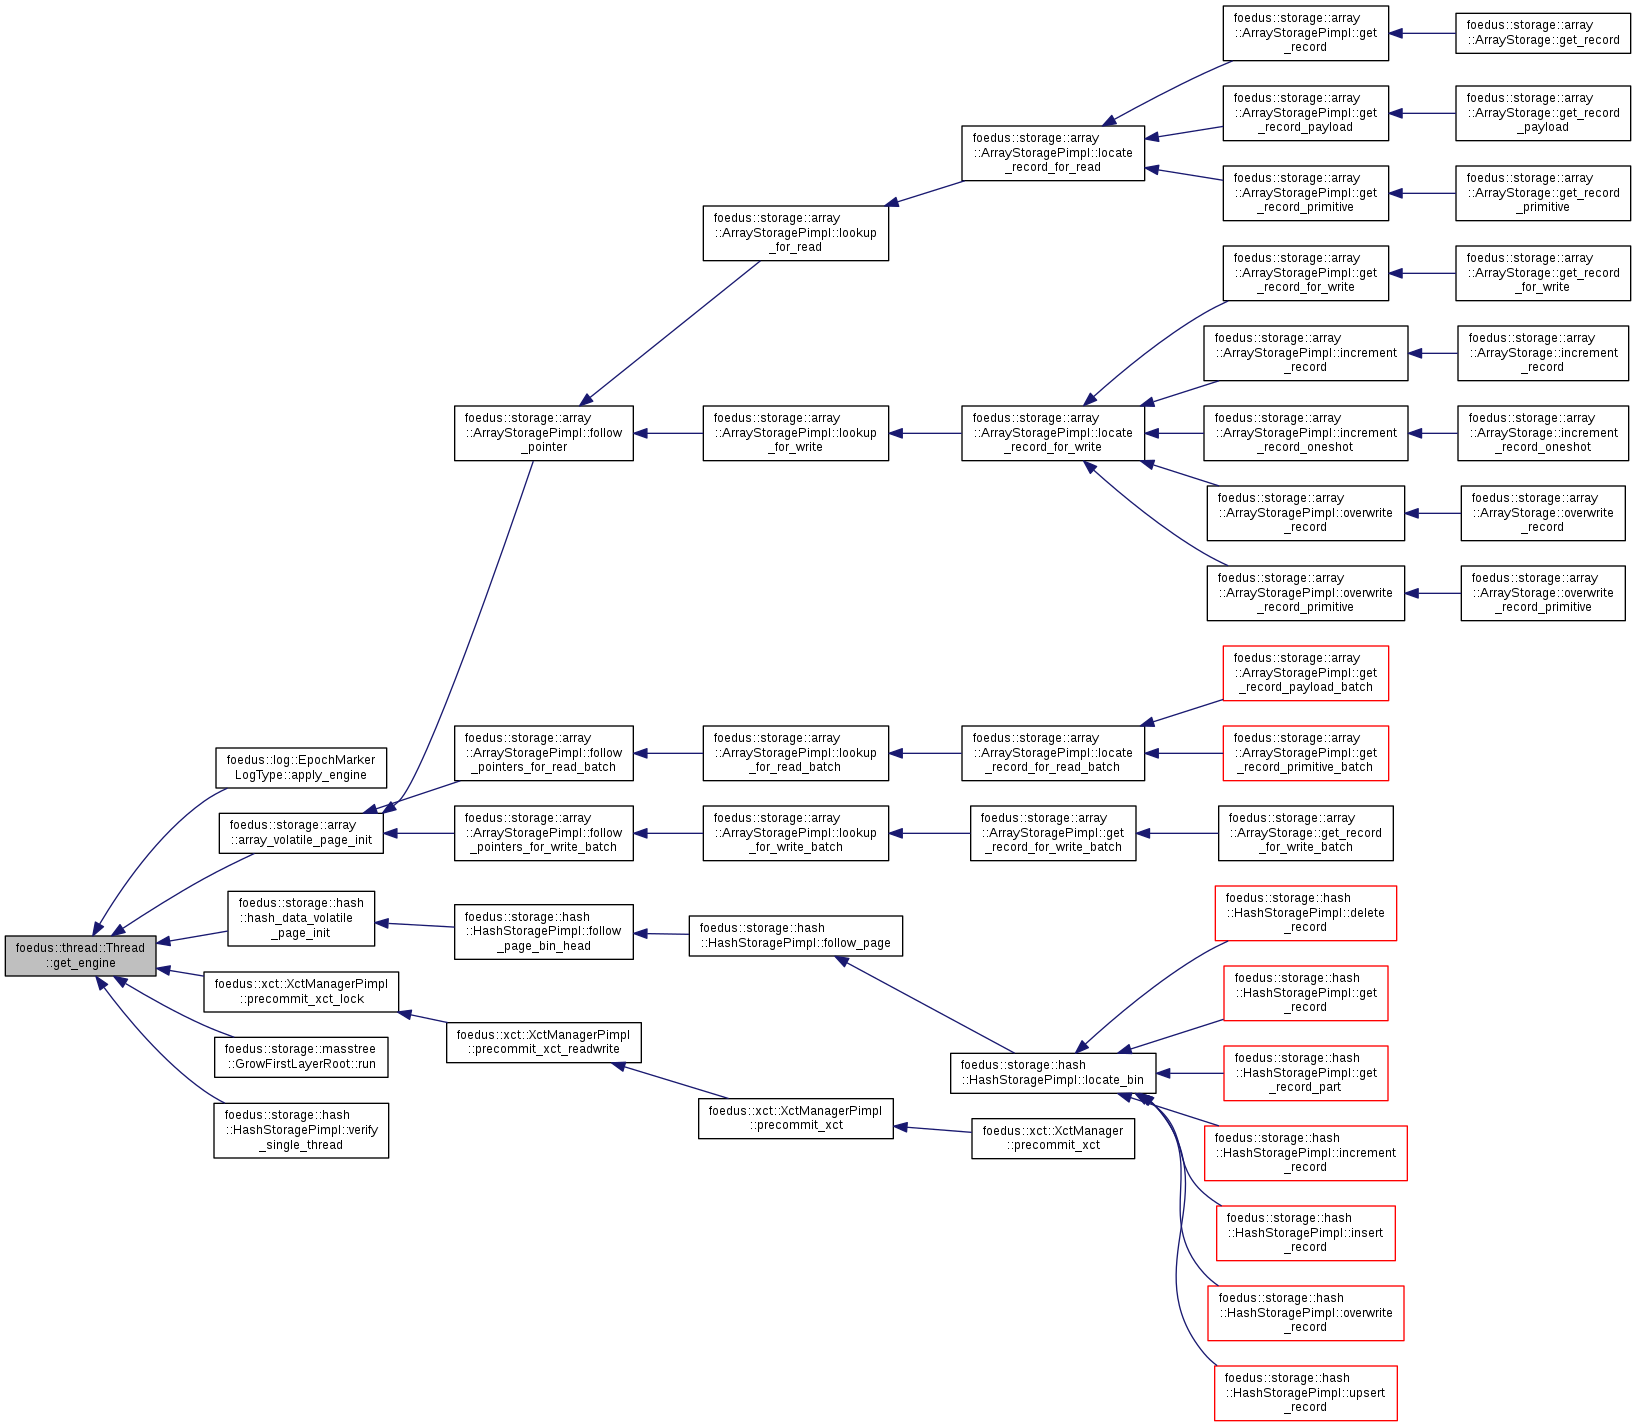 foedus::thread::Thread
::get_engine
foedus::log::EpochMarker
LogType::apply_engine
foedus::storage::array
::array_volatile_page_init
foedus::storage::hash
::hash_data_volatile
_page_init
foedus::xct::XctManagerPimpl
::precommit_xct_lock
foedus::storage::masstree
::GrowFirstLayerRoot::run
foedus::storage::hash
::HashStoragePimpl::verify
_single_thread
foedus::storage::array
::ArrayStoragePimpl::follow
_pointer
foedus::storage::array
::ArrayStoragePimpl::follow
_pointers_for_read_batch
foedus::storage::array
::ArrayStoragePimpl::follow
_pointers_for_write_batch
foedus::storage::hash
::HashStoragePimpl::follow
_page_bin_head
foedus::xct::XctManagerPimpl
::precommit_xct_readwrite
foedus::storage::array
::ArrayStoragePimpl::lookup
_for_read
foedus::storage::array
::ArrayStoragePimpl::lookup
_for_write
foedus::storage::array
::ArrayStoragePimpl::lookup
_for_read_batch
foedus::storage::array
::ArrayStoragePimpl::lookup
_for_write_batch
foedus::storage::hash
::HashStoragePimpl::follow_page
foedus::xct::XctManagerPimpl
::precommit_xct
foedus::storage::array
::ArrayStoragePimpl::locate
_record_for_read
foedus::storage::array
::ArrayStoragePimpl::locate
_record_for_write
foedus::storage::array
::ArrayStoragePimpl::locate
_record_for_read_batch
foedus::storage::array
::ArrayStoragePimpl::get
_record_for_write_batch
foedus::storage::hash
::HashStoragePimpl::locate_bin
foedus::xct::XctManager
::precommit_xct
foedus::storage::array
::ArrayStoragePimpl::get
_record
foedus::storage::array
::ArrayStoragePimpl::get
_record_payload
foedus::storage::array
::ArrayStoragePimpl::get
_record_primitive
foedus::storage::array
::ArrayStoragePimpl::get
_record_for_write
foedus::storage::array
::ArrayStoragePimpl::increment
_record
foedus::storage::array
::ArrayStoragePimpl::increment
_record_oneshot
foedus::storage::array
::ArrayStoragePimpl::overwrite
_record
foedus::storage::array
::ArrayStoragePimpl::overwrite
_record_primitive
foedus::storage::array
::ArrayStoragePimpl::get
_record_payload_batch
foedus::storage::array
::ArrayStoragePimpl::get
_record_primitive_batch
foedus::storage::array
::ArrayStorage::get_record
_for_write_batch
foedus::storage::hash
::HashStoragePimpl::delete
_record
foedus::storage::hash
::HashStoragePimpl::get
_record
foedus::storage::hash
::HashStoragePimpl::get
_record_part
foedus::storage::hash
::HashStoragePimpl::increment
_record
foedus::storage::hash
::HashStoragePimpl::insert
_record
foedus::storage::hash
::HashStoragePimpl::overwrite
_record
foedus::storage::hash
::HashStoragePimpl::upsert
_record
foedus::storage::array
::ArrayStorage::get_record
foedus::storage::array
::ArrayStorage::get_record
_payload
foedus::storage::array
::ArrayStorage::get_record
_primitive
foedus::storage::array
::ArrayStorage::get_record
_for_write
foedus::storage::array
::ArrayStorage::increment
_record
foedus::storage::array
::ArrayStorage::increment
_record_oneshot
foedus::storage::array
::ArrayStorage::overwrite
_record
foedus::storage::array
::ArrayStorage::overwrite
_record_primitive